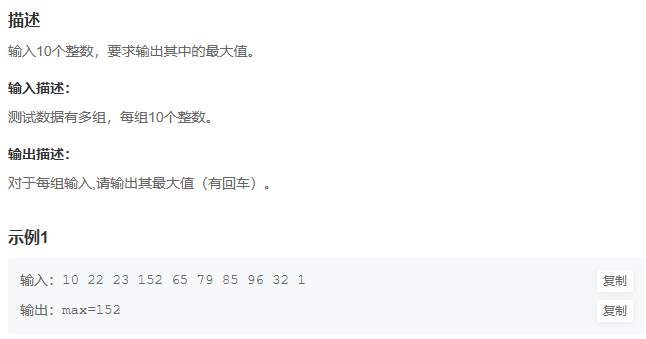 描述
输入10个整数，要求输出其中的最大值。
输入描述：
测试数据有多组，每组10个整数。
输出描述：
对于每组输入,请输出其最大值（有回车）。
示例1
输入：10 22 23 152 65 79 85 96 32 1
复制
输出：max=152
复制